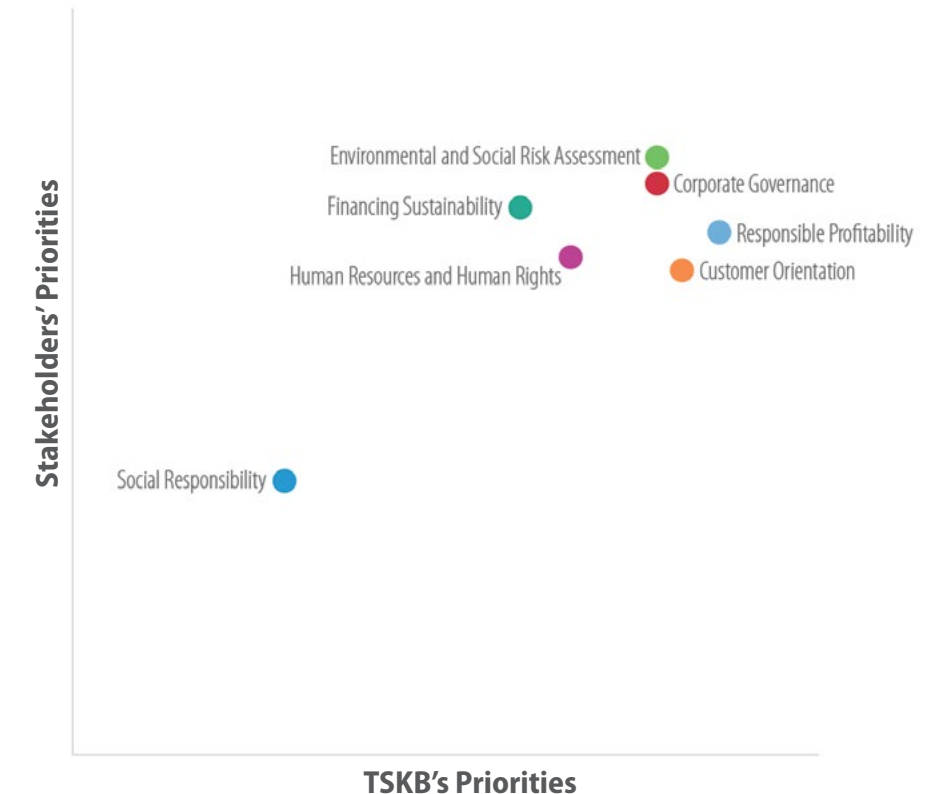 Stakeholders’ Priorities
Environmental and Social Risk Assessment
Corporate Governance
Financing Sustainability
Responsible Profitability
Human Resources and Human Rights
Customer Orientation
Social Responsibility
TSKB’s Priorities